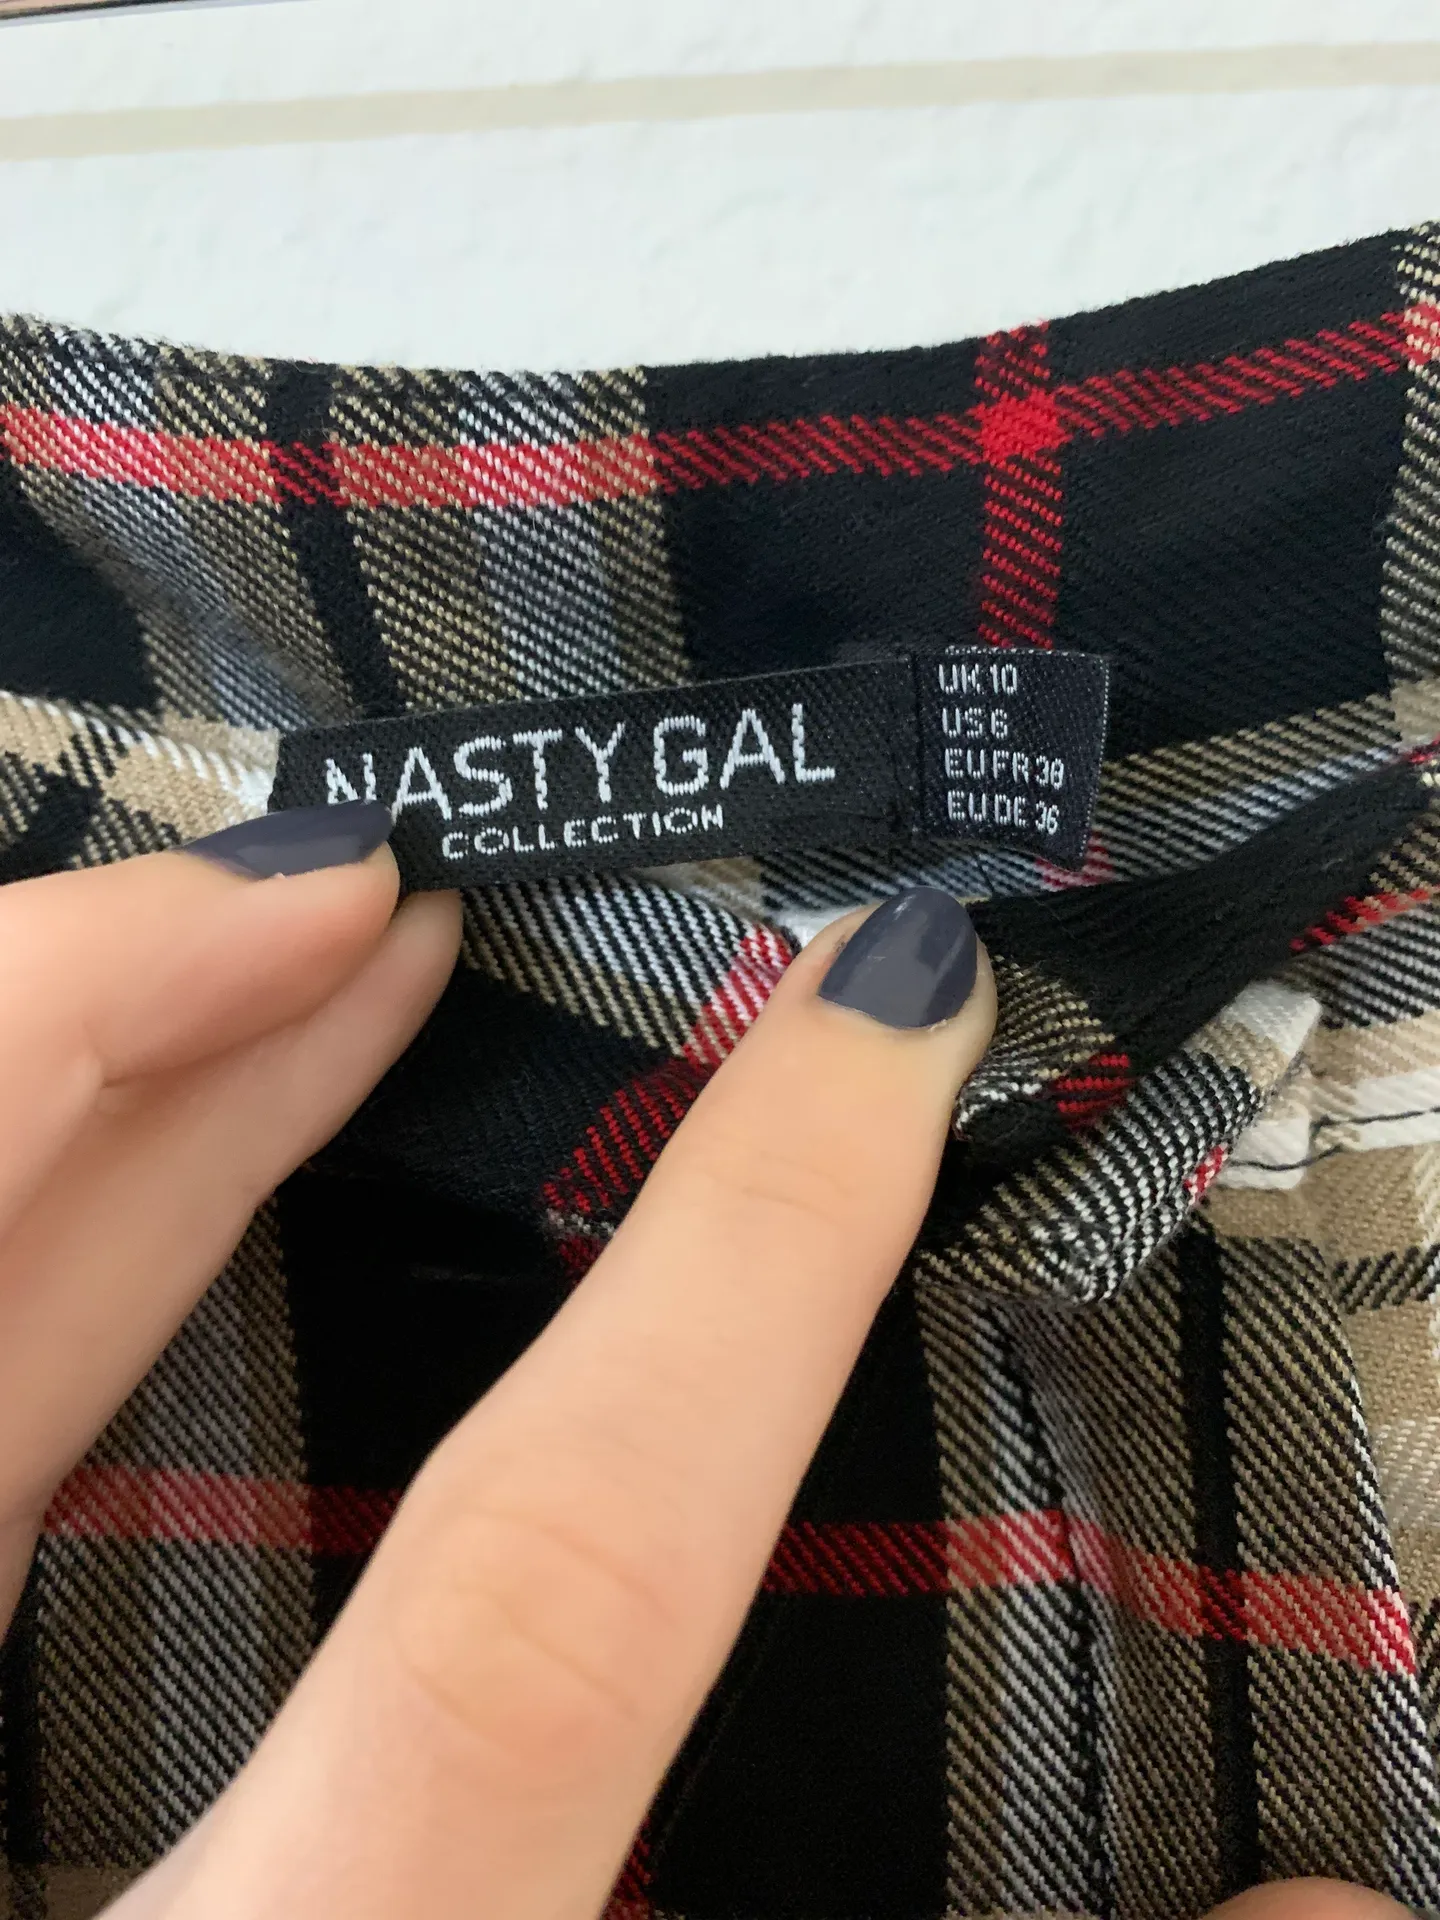 NASTY GAL
COLLECTION
UK 10
US 6
EU FR 38
EU DE 36